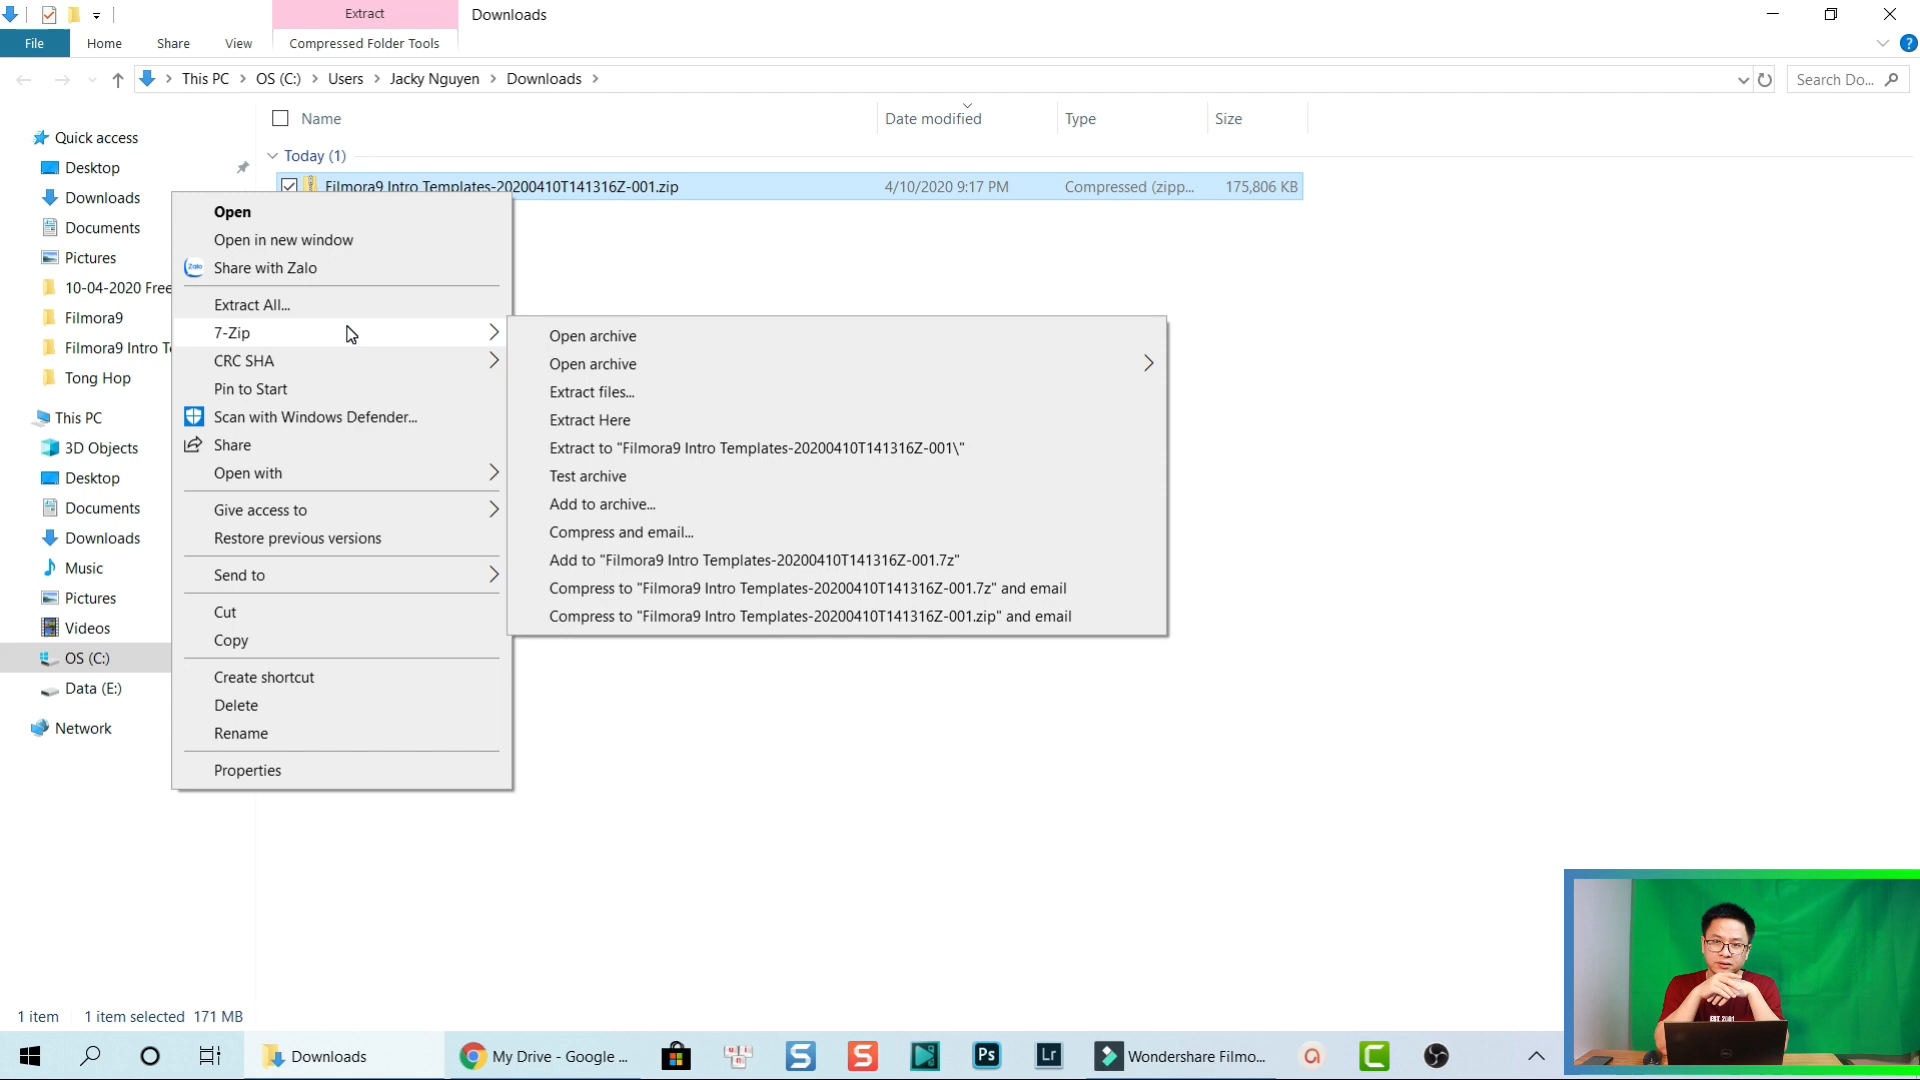 Extract
Downloads
File
Home
Share
View
Compressed Folder Tools
This PC
OS (C:)
Users
Jacky Nguyen
Downloads
Search Do...
Name
Date modified
Type
Size
Quick access
Desktop
Downloads
Documents
Pictures
10-04-2020 Free
Filmora9
Filmora9 Intro T
Tong Hop
This PC
3D Objects
Desktop
Documents
Downloads
Music
Pictures
Videos
OS (C:)
Data (E:)
Network
Today (1)
Filmora9 Intro Templates-20200410T141316Z-001.zip
4/10/2020 9:17 PM
Compressed (zipp...
175,806 KB
Open
Open in new window
Zalo
Share with Zalo
Extract All...
7-Zip
CRC SHA
Pin to Start
Scan with Windows Defender...
Share
Open with
Give access to
Restore previous versions
Send to
Cut
Copy
Create shortcut
Delete
Rename
Properties
Open archive
Open archive
Extract files...
Extract Here
Extract to "Filmora9 Intro Templates-20200410T141316Z-001\"
Test archive
Add to archive...
Compress and email...
Add to "Filmora9 Intro Templates-20200410T141316Z-001.7z"
Compress to "Filmora9 Intro Templates-20200410T141316Z-001.7z" and email
Compress to "Filmora9 Intro Templates-20200410T141316Z-001.zip" and email
1 item
1 item selected 171 MB
Downloads
My Drive - Google ...
S
S
Ps
Lr
Wondershare Filmo...